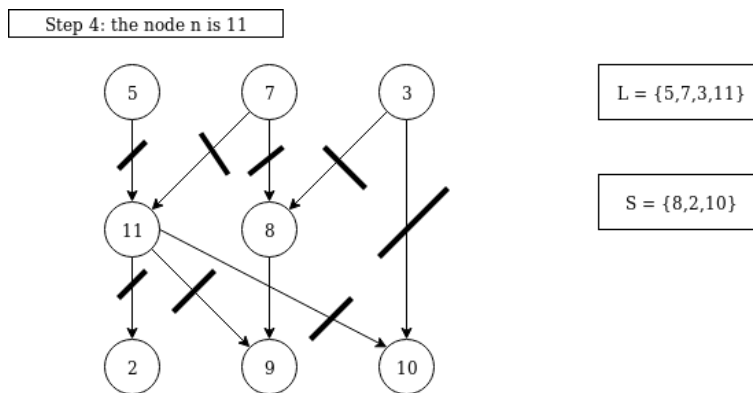 Step 4: the node n is 11
5
7
3
L = {5,7,3,11}
S = {8,2,10}
11
8
2
9
10